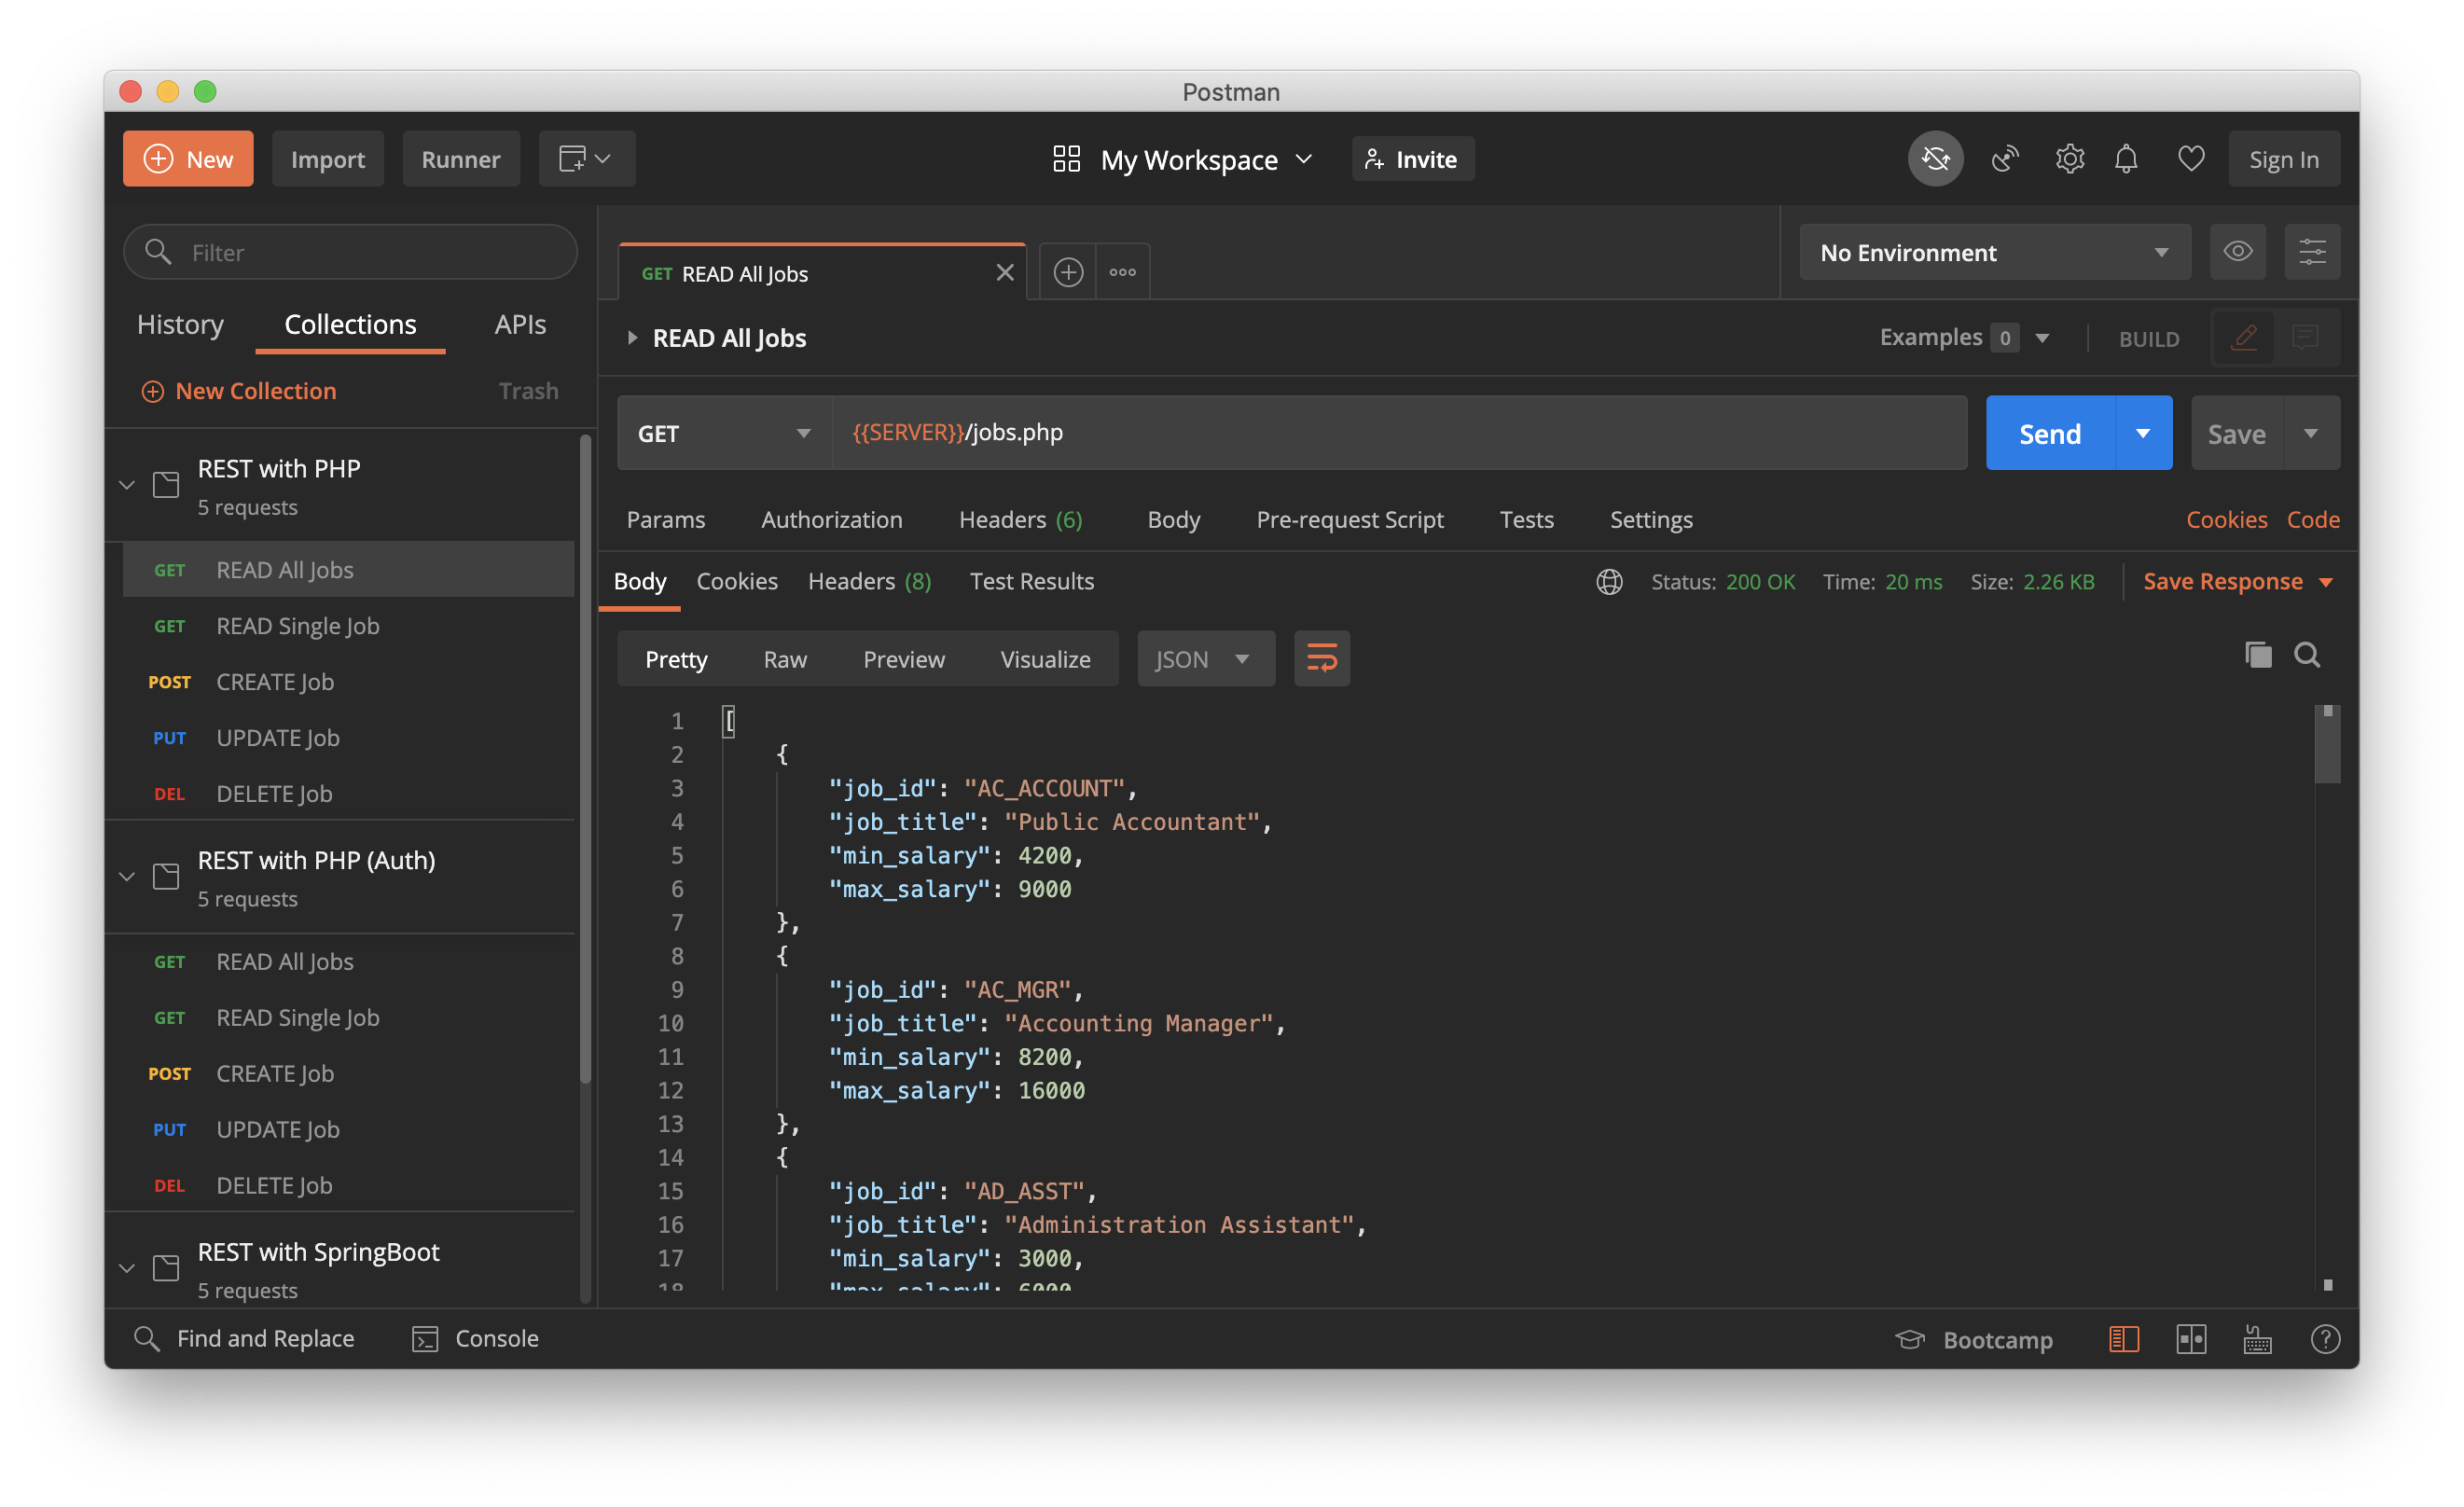 Postman
New
Import
Runner
My Workspace
Invite
Sign In
Filter
History
Collections
APIs
New Collection
Trash
REST with PHP
5 requests
GET READ All Jobs
GET READ Single Job
POST CREATE Job
PUT UPDATE Job
DEL DELETE Job
REST with PHP (Auth)
5 requests
GET READ All Jobs
GET READ Single Job
POST CREATE Job
PUT UPDATE Job
DEL DELETE Job
REST with SpringBoot
5 requests
GET READ All Jobs
No Environment
READ All Jobs
Examples 0
BUILD
GET
{{SERVER}}/jobs.php
Send
Save
Params
Authorization
Headers (6)
Body
Pre-request Script
Tests
Settings
Cookies
Code
Body
Cookies
Headers (8)
Test Results
Status: 200 OK
Time: 20 ms
Size: 2.26 KB
Save Response
Pretty
Raw
Preview
Visualize
JSON
1 [
2 {
3 "job_id": "AC_ACCOUNT",
4 "job_title": "Public Accountant",
5 "min_salary": 4200,
6 "max_salary": 9000
7 },
8 {
9 "job_id": "AC_MGR",
10 "job_title": "Accounting Manager",
11 "min_salary": 8200,
12 "max_salary": 16000
13 },
14 {
15 "job_id": "AD_ASST",
16 "job_title": "Administration Assistant",
17 "min_salary": 3000,
18 "max_salary": 6000
Find and Replace
Console
Bootcamp